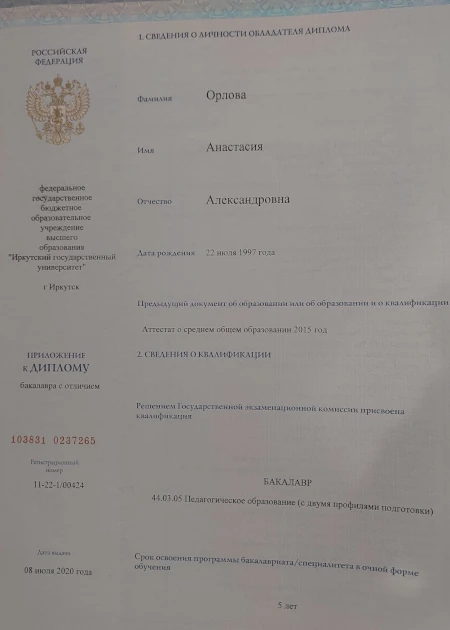 РОССИЙСКАЯ
ФЕДЕРАЦИЯ
федеральное
государственное
бюджетное
образовательное
учреждение
высшего
образования
"Иркутский государственный
университет"
г Иркутск
ПРИЛОЖЕНИЕ
к ДИПЛОМУ
бакалавра с отличием
103831 0237265
Регистрационный
номер
11-22-1/00424
Дата выдачи
08 июля 2020 года
1. СВЕДЕНИЯ О ЛИЧНОСТИ ОБЛАДАТЕЛЯ ДИПЛОМА
Фамилия Орлова
Имя Анастасия
Отчество Александровна
Дата рождения 22 июля 1997 года
Предыдущий документ об образовании или об образовании и о квалификации
Аттестат о среднем общем образовании 2015 год
2. СВЕДЕНИЯ О КВАЛИФИКАЦИИ
Решением Государственной экзаменационной комиссии присвоена
квалификация
БАКАЛАВР
44.03.05 Педагогическое образование (с двумя профилями подготовки)
Срок освоения программы бакалавриата/специалитета в очной форме
обучения
5 лет